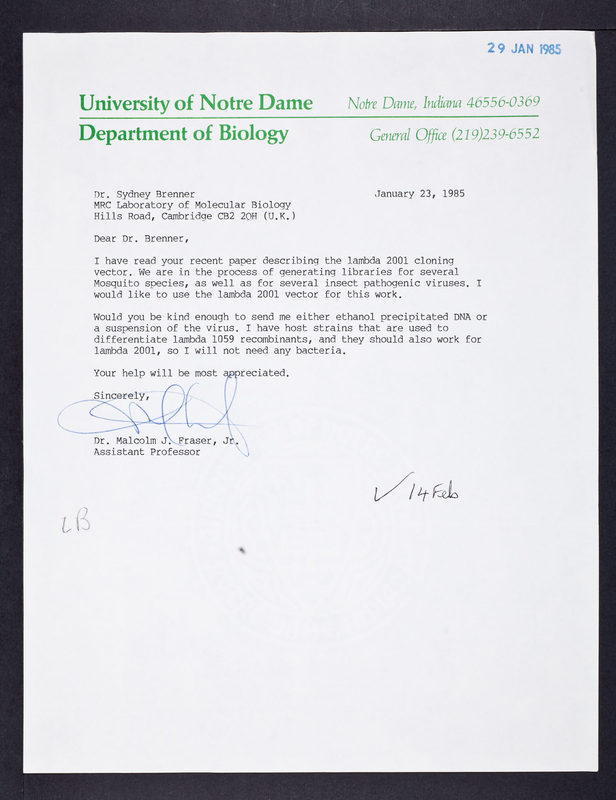 29 JAN 1985
University of Notre Dame Notre Dame, Indiana 46556-0369
Department of Biology General Office (219)239-6552
Dr. Sydney Brenner January 23, 1985
MRC Laboratory of Molecular Biology
Hills Road, Cambridge CB2 2QH (U.K.)
Dear Dr. Brenner,
I have read your recent paper describing the lambda 2001 cloning
vector. We are in the process of generating libraries for several
Mosquito species, as well as for several insect pathogenic viruses. I
would like to use the lambda 2001 vector for this work.
Would you be kind enough to send me either ethanol precipitated DNA or
a suspension of the virus. I have host strains that are used to
differentiate lambda 1059 recombinants, and they should also work for
lambda 2001, so I will not need any bacteria.
Your help will be most appreciated.
Sincerely,
Dr. Malcolm J. Fraser, Jr.
Assistant Professor
✓ 14 Feb
LB